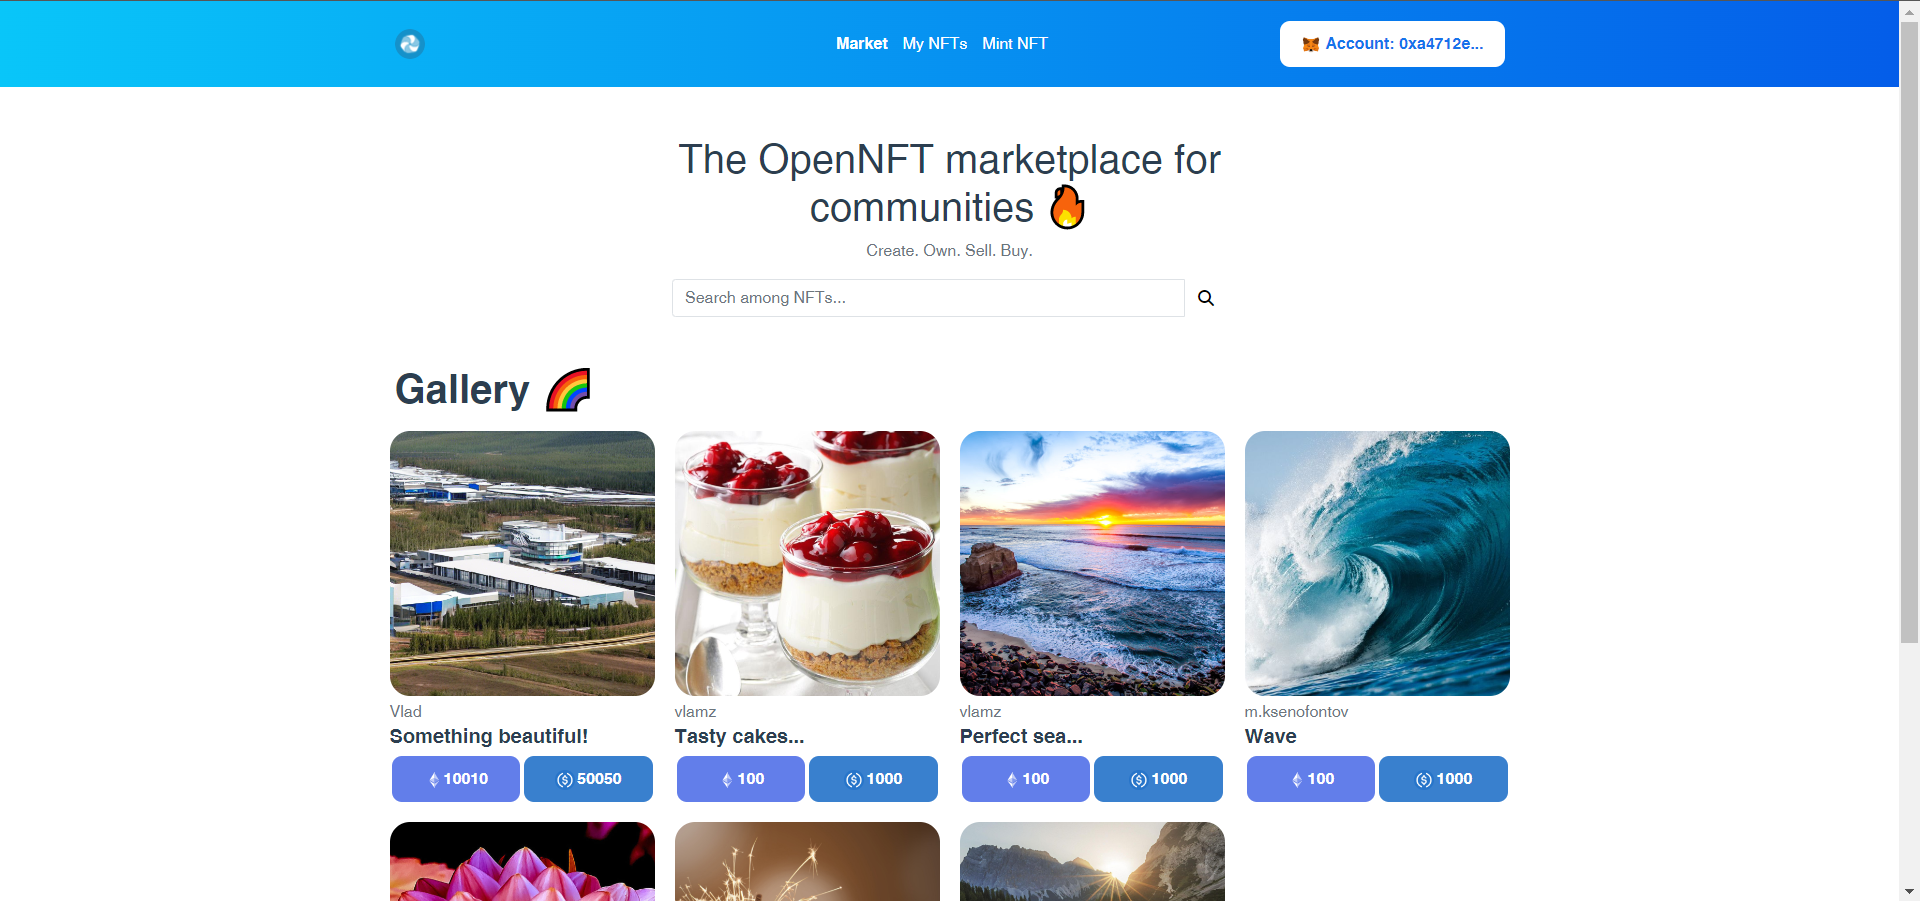 Market My NFTs Mint NFT Account: 0xa4712e...
The OpenNFT marketplace for
communities
Create. Own. Sell. Buy.
Search among NFTs...
Gallery
Vlad
Something beautiful!
10010 50050
vlamz
Tasty cakes...
100 1000
vlamz
Perfect sea...
100 1000
m.ksenofontov
Wave
100 1000